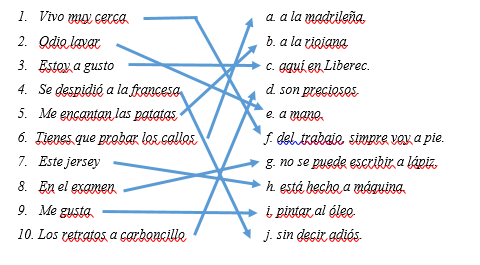 1. Vivo muy cerca a. a la madrileña.
2. Odio lavar b. a la riojana.
3. Estoy a gusto c. aquí en Liberec.
4. Se despidió a la francesa, d. son preciosos.
5. Me encantan las patatas e. a mano.
6. Tienes que probar los callos f. del trabajo, simpre voy a pie.
7. Este jersey g. no se puede escribir a lápiz.
8. En el examen h. está hecho a máquina.
9. Me gusta i. pintar al óleo.
10. Los retratos a carboncillo j. sin decir adiós.